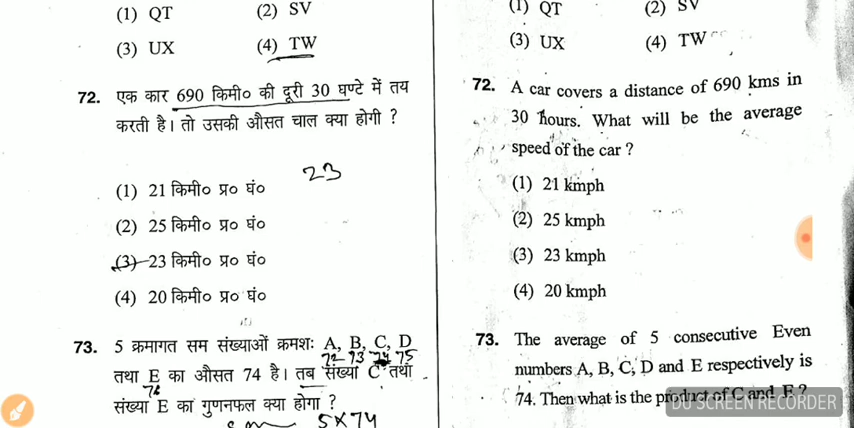 (1) QT (2) SV
(3) UX (4) TW
72. एक कार 690 किमी० की दूरी 30 घण्टे में तय
करती है। तो उसकी औसत चाल क्या होगी ?
23
(1) 21 किमी० प्र० घं०
(2) 25 किमी० प्र० घं०
(3) 23 किमी० प्र० घं०
(4) 20 किमी० प्र० घं०
73. 5 क्रमागत सम संख्याओं क्रमशः A, B, C, D
72 73 74 75
तथा E का औसत 74 है। तब संख्या C तथा
76
संख्या E का गुणनफल क्या होगा ?
5X74
(1) QT (2) SV
(3) UX (4) TW
72. A car covers a distance of 690 kms in
30 hours. What will be the average
speed of the car ?
(1) 21 kmph
(2) 25 kmph
(3) 23 kmph
(4) 20 kmph
73. The average of 5 consecutive Even
numbers A, B, C, D and E respectively is
74. Then what is the product of C and E ?
DU SCREEN RECORDER